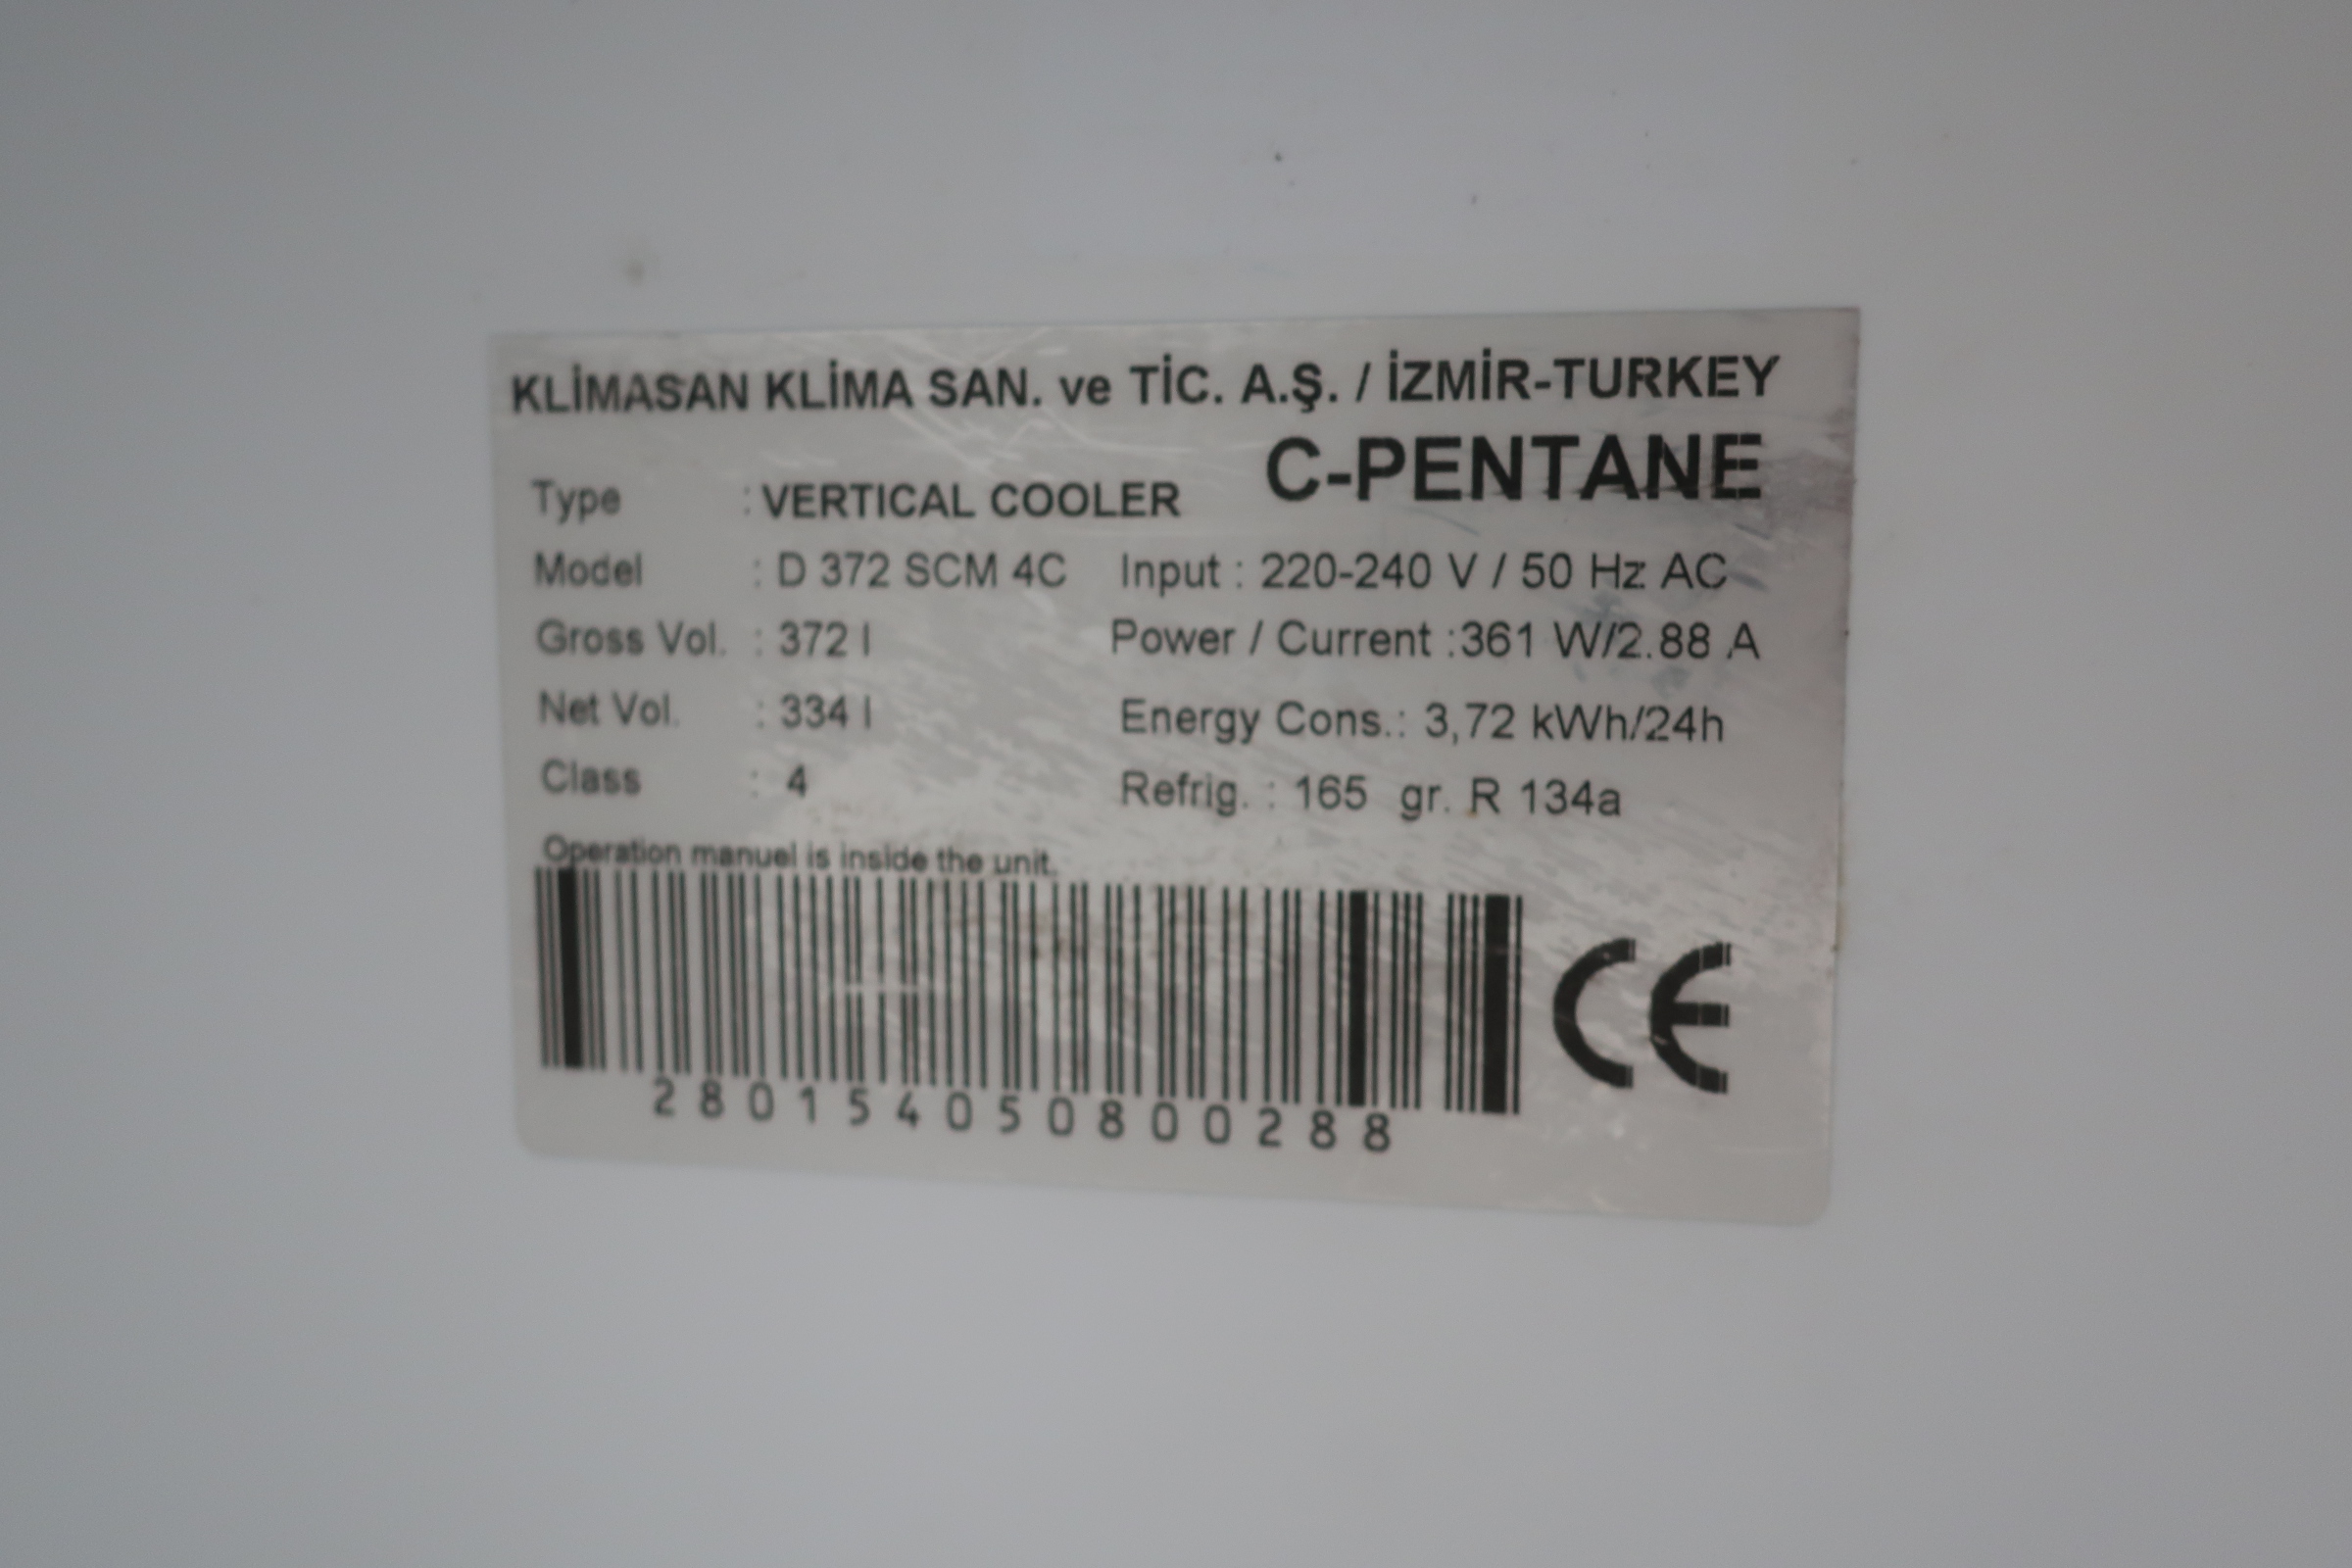 KLİMASAN KLİMA SAN. ve TİC. A.Ş. / İZMİR-TURKEY
C-PENTANE
Type : VERTICAL COOLER
Model : D 372 SCM 4C Input : 220-240 V / 50 Hz AC
Gross Vol. : 372 l Power / Current :361 W/2.88 A
Net Vol. : 334 l Energy Cons.: 3,72 kWh/24h
Class : 4 Refrig. : 165 gr. R 134a
Operation manuel is inside the unit.
280154050800288
CE